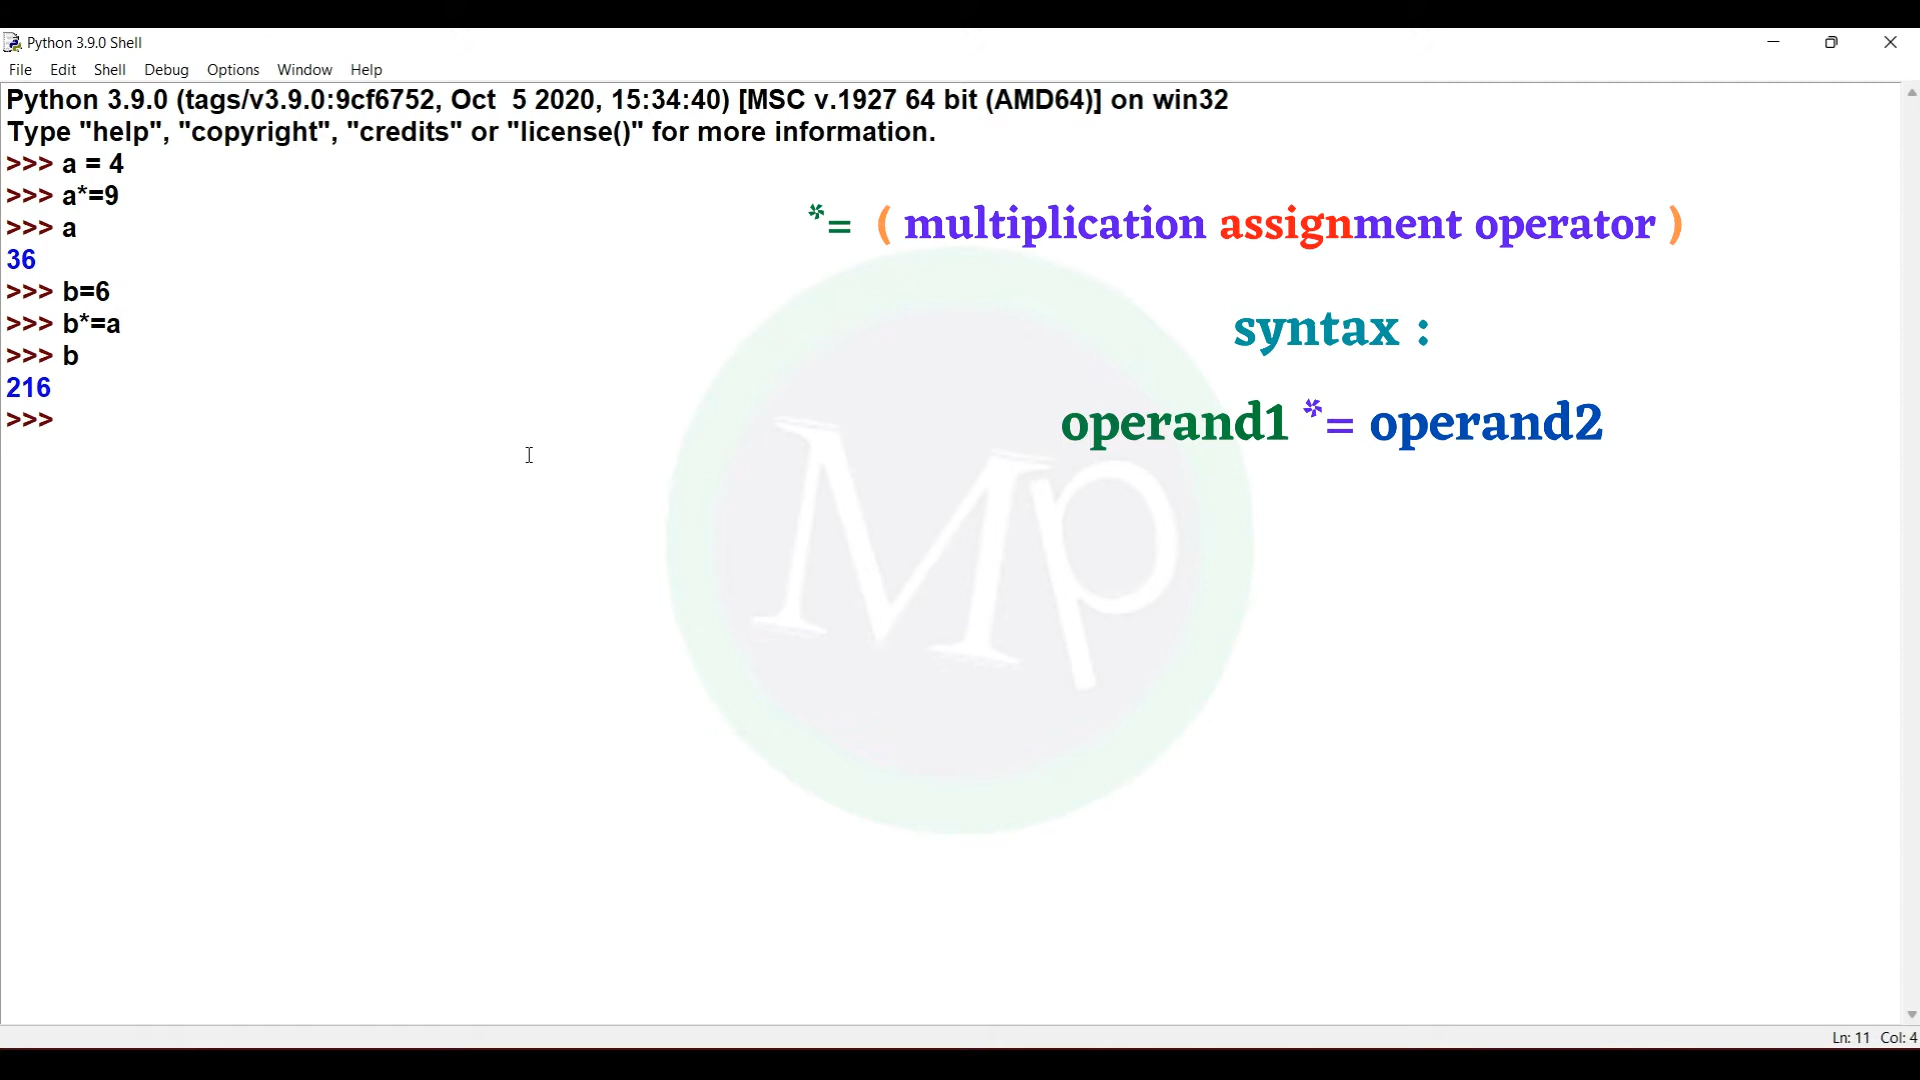 Python 3.9.0 Shell
File Edit Shell Debug Options Window Help
Python 3.9.0 (tags/v3.9.0:9cf6752, Oct  5 2020, 15:34:40) [MSC v.1927 64 bit (AMD64)] on win32
Type "help", "copyright", "credits" or "license()" for more information.
>>> a = 4
>>> a*=9
>>> a
36
>>> b=6
>>> b*=a
>>> b
216
>>>
*= ( multiplication assignment operator )
syntax :
operand1 *= operand2
Mp
Ln: 11 Col: 4